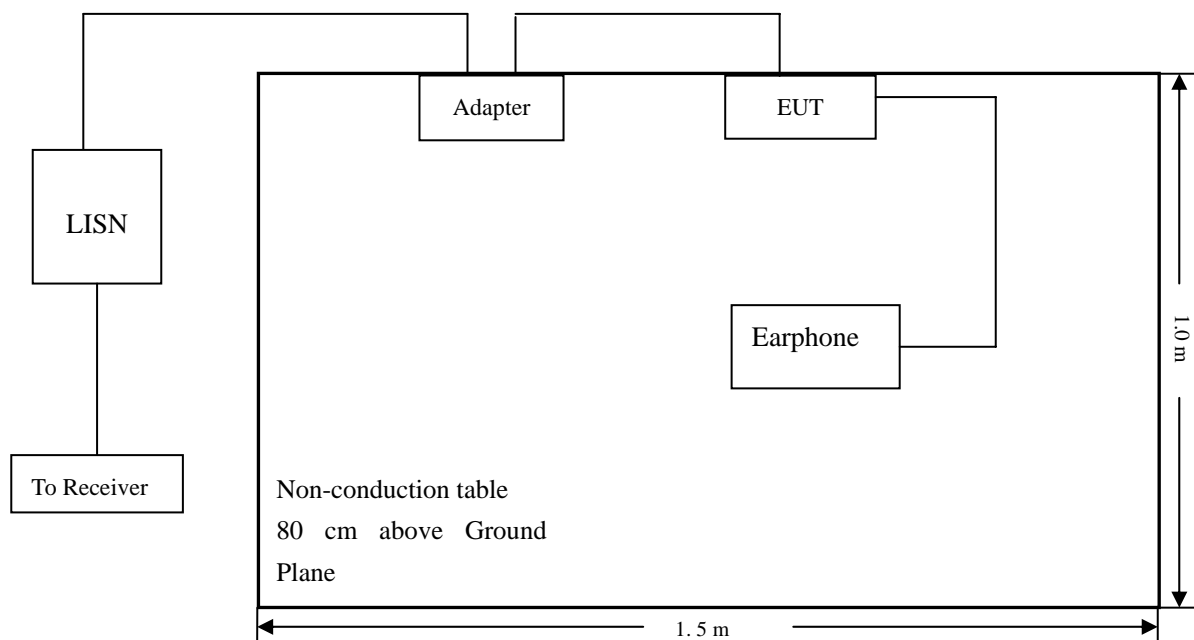 Adapter
EUT
LISN
Earphone
1.0 m
To Receiver
Non-conduction table
80 cm above Ground
Plane
1. 5 m